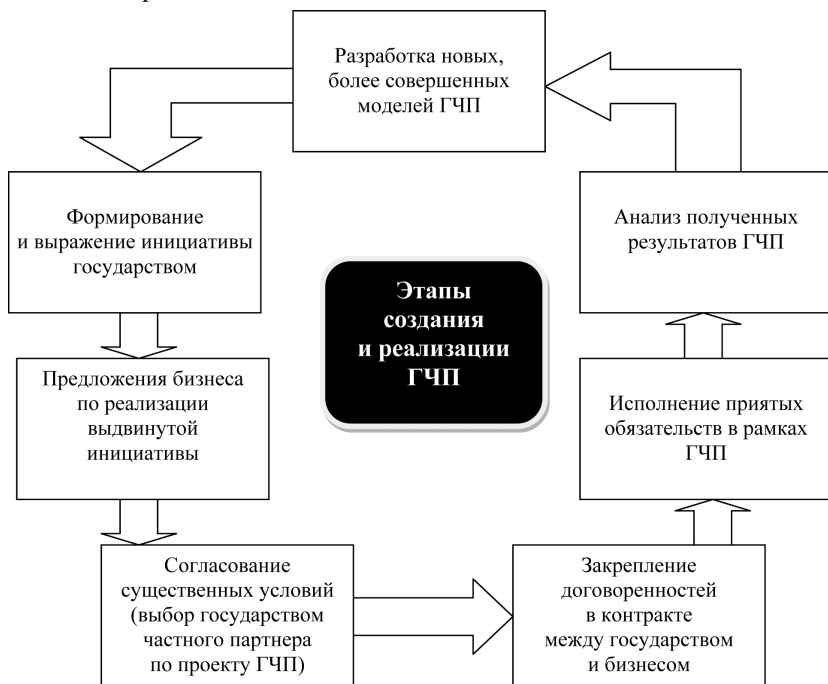 Разработка новых,
более совершенных
моделей ГЧП
Формирование
и выражение инициативы
государством
Предложения бизнеса
по реализации
выдвинутой
инициативы
Согласование
существенных условий
(выбор государством
частного партнера
по проекту ГЧП)
Закрепление
договоренностей
в контракте
между государством
и бизнесом
Исполнение приятых
обязательств в рамках
ГЧП
Анализ полученных
результатов ГЧП
Этапы
создания
и реализации
ГЧП